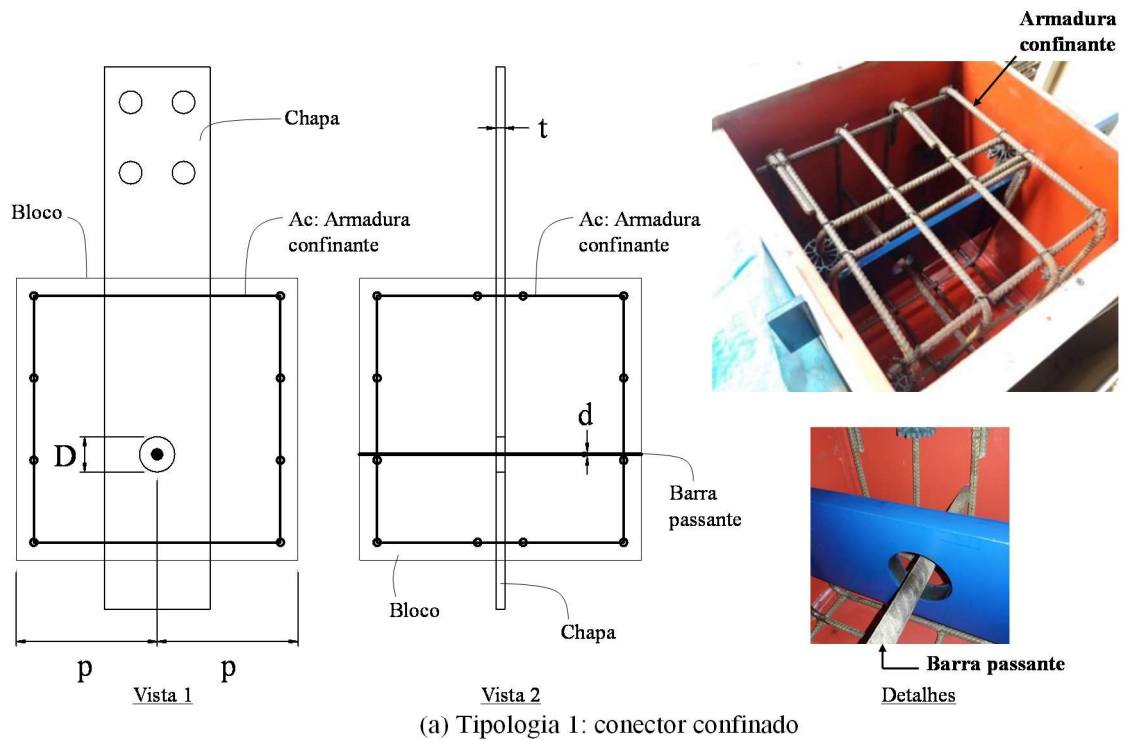 Chapa
Bloco
Ac: Armadura
confinante
D
p
p
Vista 1
t
Ac: Armadura
confinante
d
Barra
passante
Bloco
Chapa
Vista 2
Armadura
confinante
Barra passante
Detalhes
(a) Tipologia 1: conector confinado